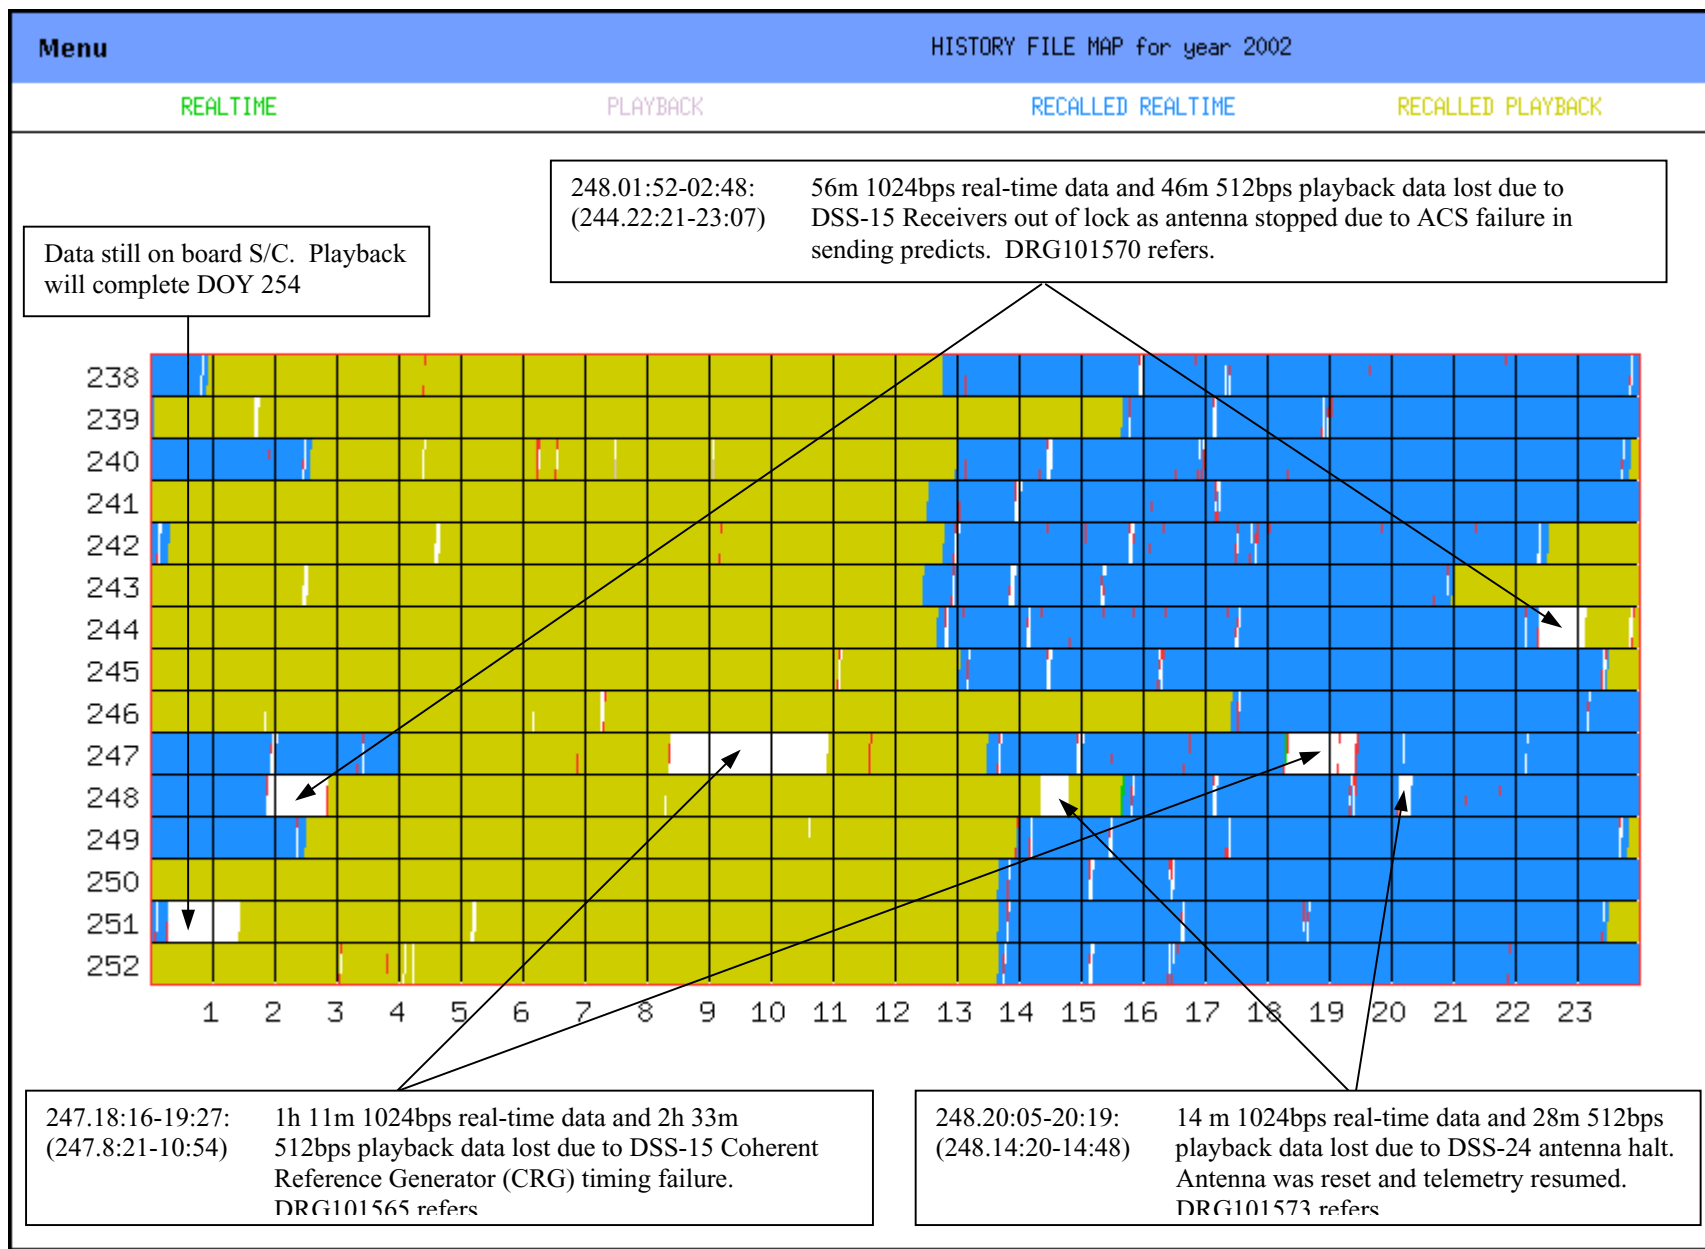 Menu
HISTORY FILE MAP for year 2002
REALTIME PLAYBACK RECALLED REALTIME RECALLED PLAYBACK
248.01:52-02:48: 56m 1024bps real-time data and 46m 512bps playback data lost due to
(244.22:21-23:07) DSS-15 Receivers out of lock as antenna stopped due to ACS failure in
sending predicts. DRG101570 refers.
Data still on board S/C. Playback
will complete DOY 254
238
239
240
241
242
243
244
245
246
247
248
249
250
251
252
1 2 3 4 5 6 7 8 9 10 11 12 13 14 15 16 17 18 19 20 21 22 23
247.18:16-19:27: 1h 11m 1024bps real-time data and 2h 33m
(247.8:21-10:54) 512bps playback data lost due to DSS-15 Coherent
Reference Generator (CRG) timing failure.
DRG101565 refers
248.20:05-20:19: 14 m 1024bps real-time data and 28m 512bps
(248.14:20-14:48) playback data lost due to DSS-24 antenna halt.
Antenna was reset and telemetry resumed.
DRG101573 refers